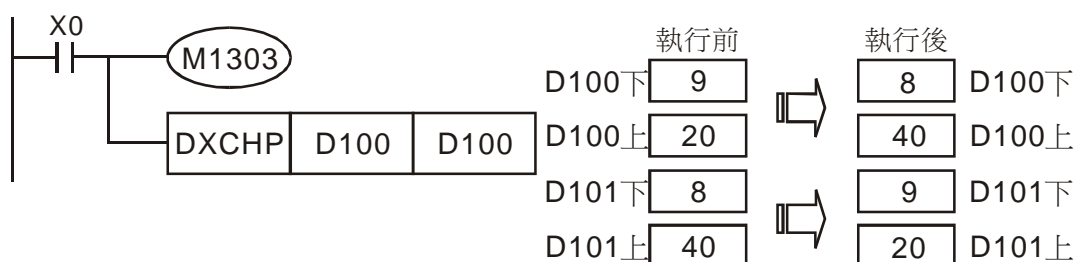 X0
M1303
DXCHP D100 D100
執行前 執行後
D100下 9 8 D100下
D100上 20 40 D100上
D101下 8 9 D101下
D101上 40 20 D101上